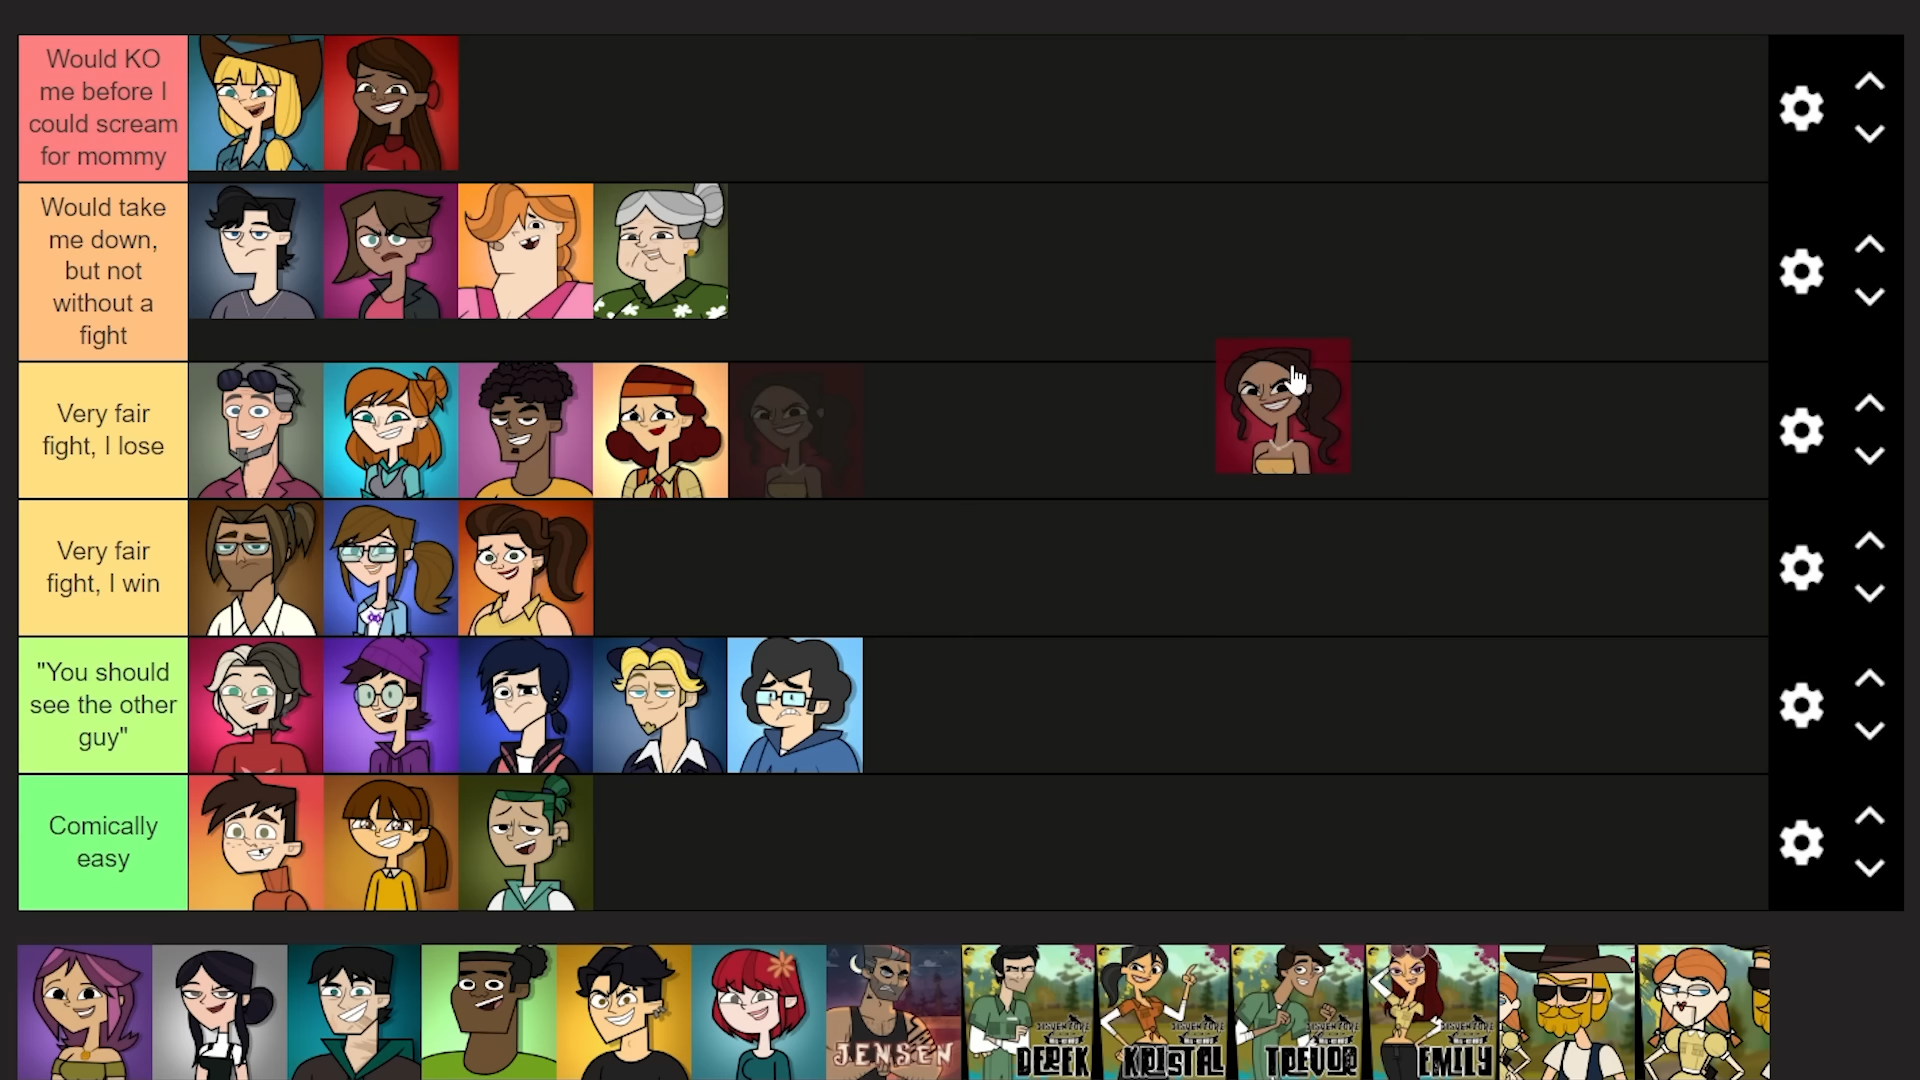 Would KO
me before I
could scream
for mommy
Would take
me down,
but not
without a
fight
Very fair
fight, I lose
Very fair
fight, I win
"You should
see the other
guy"
Comically
easy
JENSEN
DEREK
KRISTAL
TREVOR
EMILY